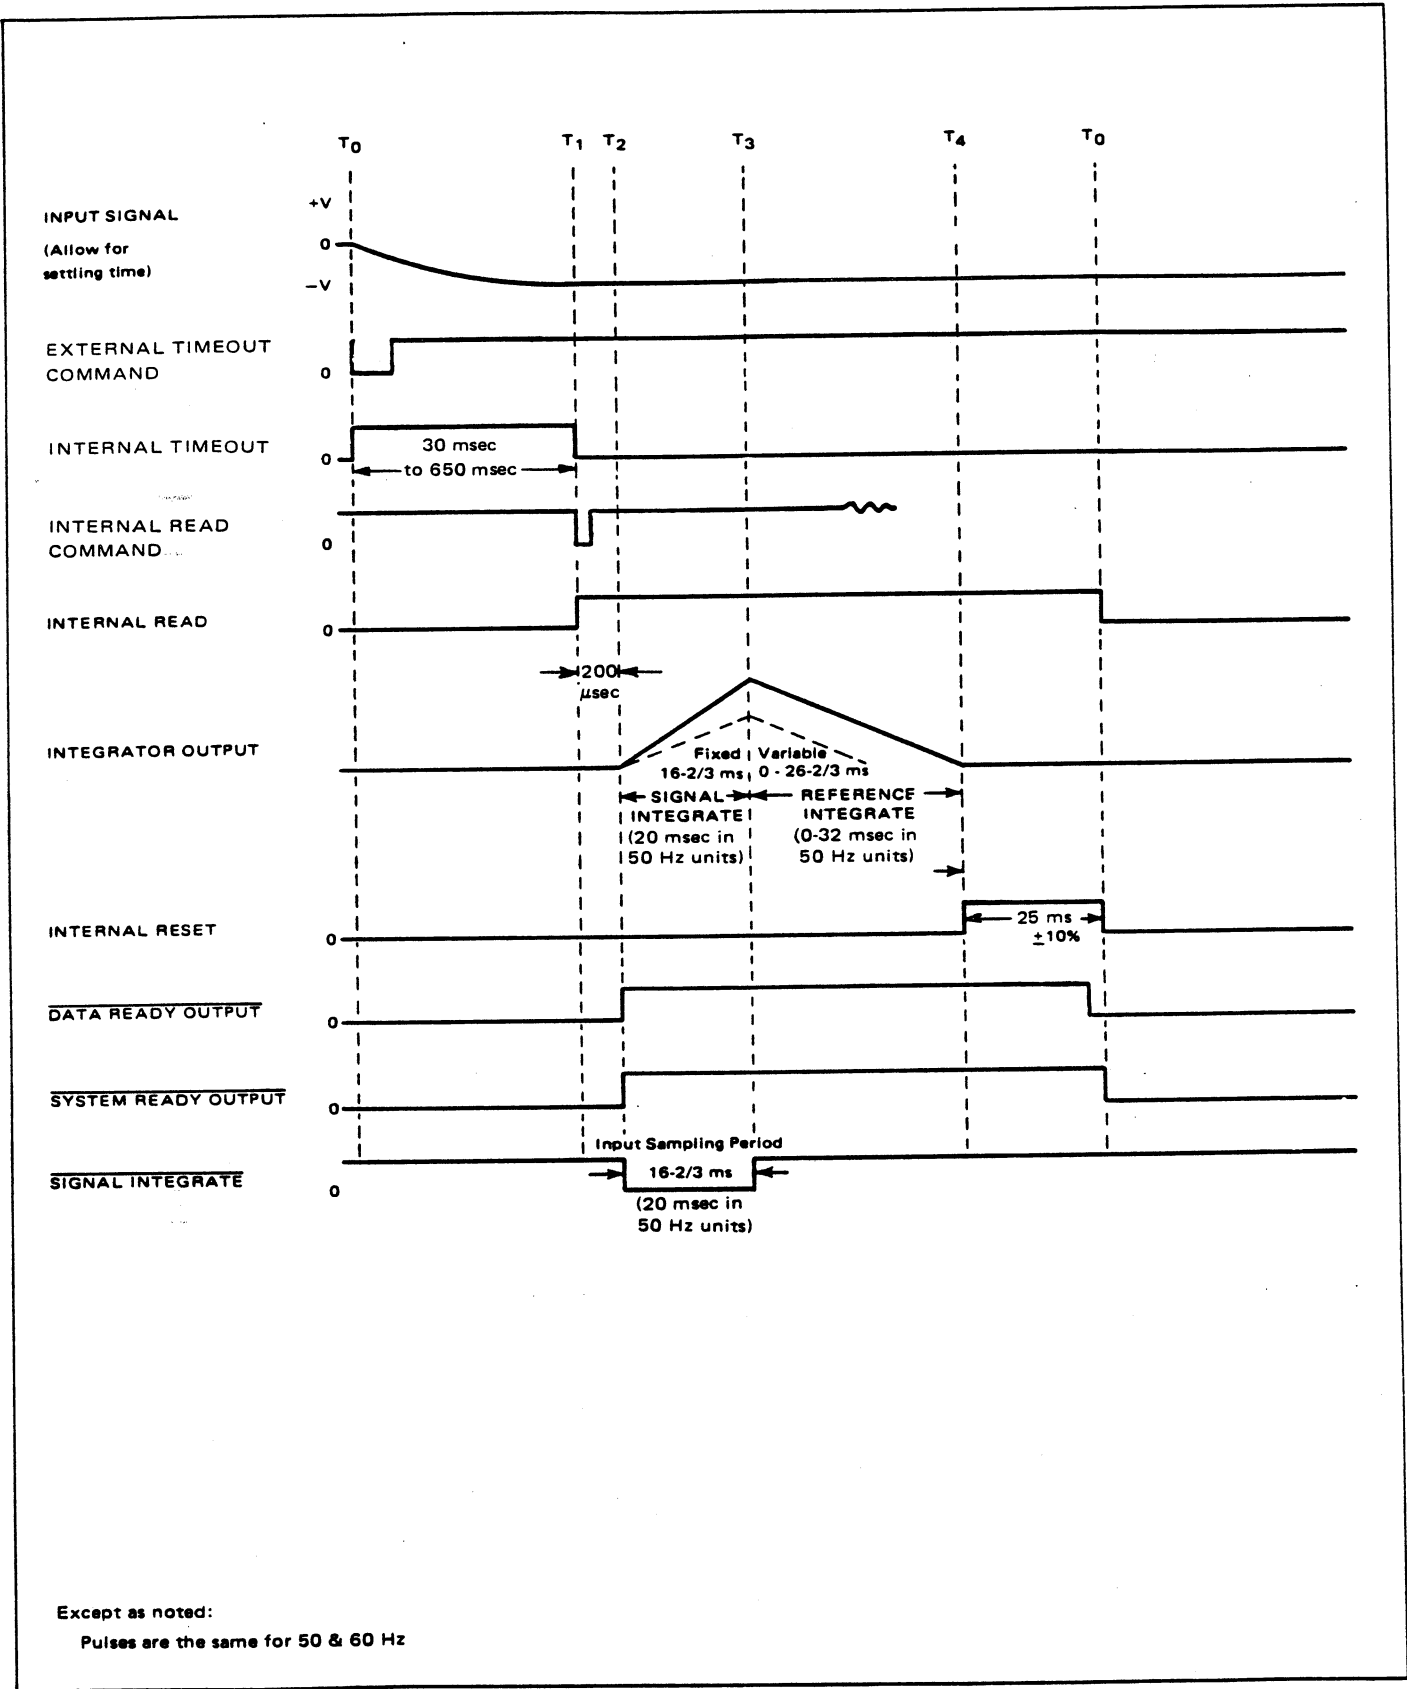 T0 T1 T2 T3 T4 T0
INPUT SIGNAL
(Allow for
settling time)
+V
0
−V
EXTERNAL TIMEOUT
COMMAND
0
INTERNAL TIMEOUT
0
30 msec
to 650 msec
INTERNAL READ
COMMAND
0
INTERNAL READ
0
200
µsec
INTEGRATOR OUTPUT
Fixed
16-2/3 ms
Variable
0 - 26-2/3 ms
SIGNAL
INTEGRATE
(20 msec in
50 Hz units)
REFERENCE
INTEGRATE
(0-32 msec in
50 Hz units)
INTERNAL RESET
0
25 ms
±10%
DATA READY OUTPUT
0
SYSTEM READY OUTPUT
0
Input Sampling Period
SIGNAL INTEGRATE
0
16-2/3 ms
(20 msec in
50 Hz units)
Except as noted:
Pulses are the same for 50 & 60 Hz